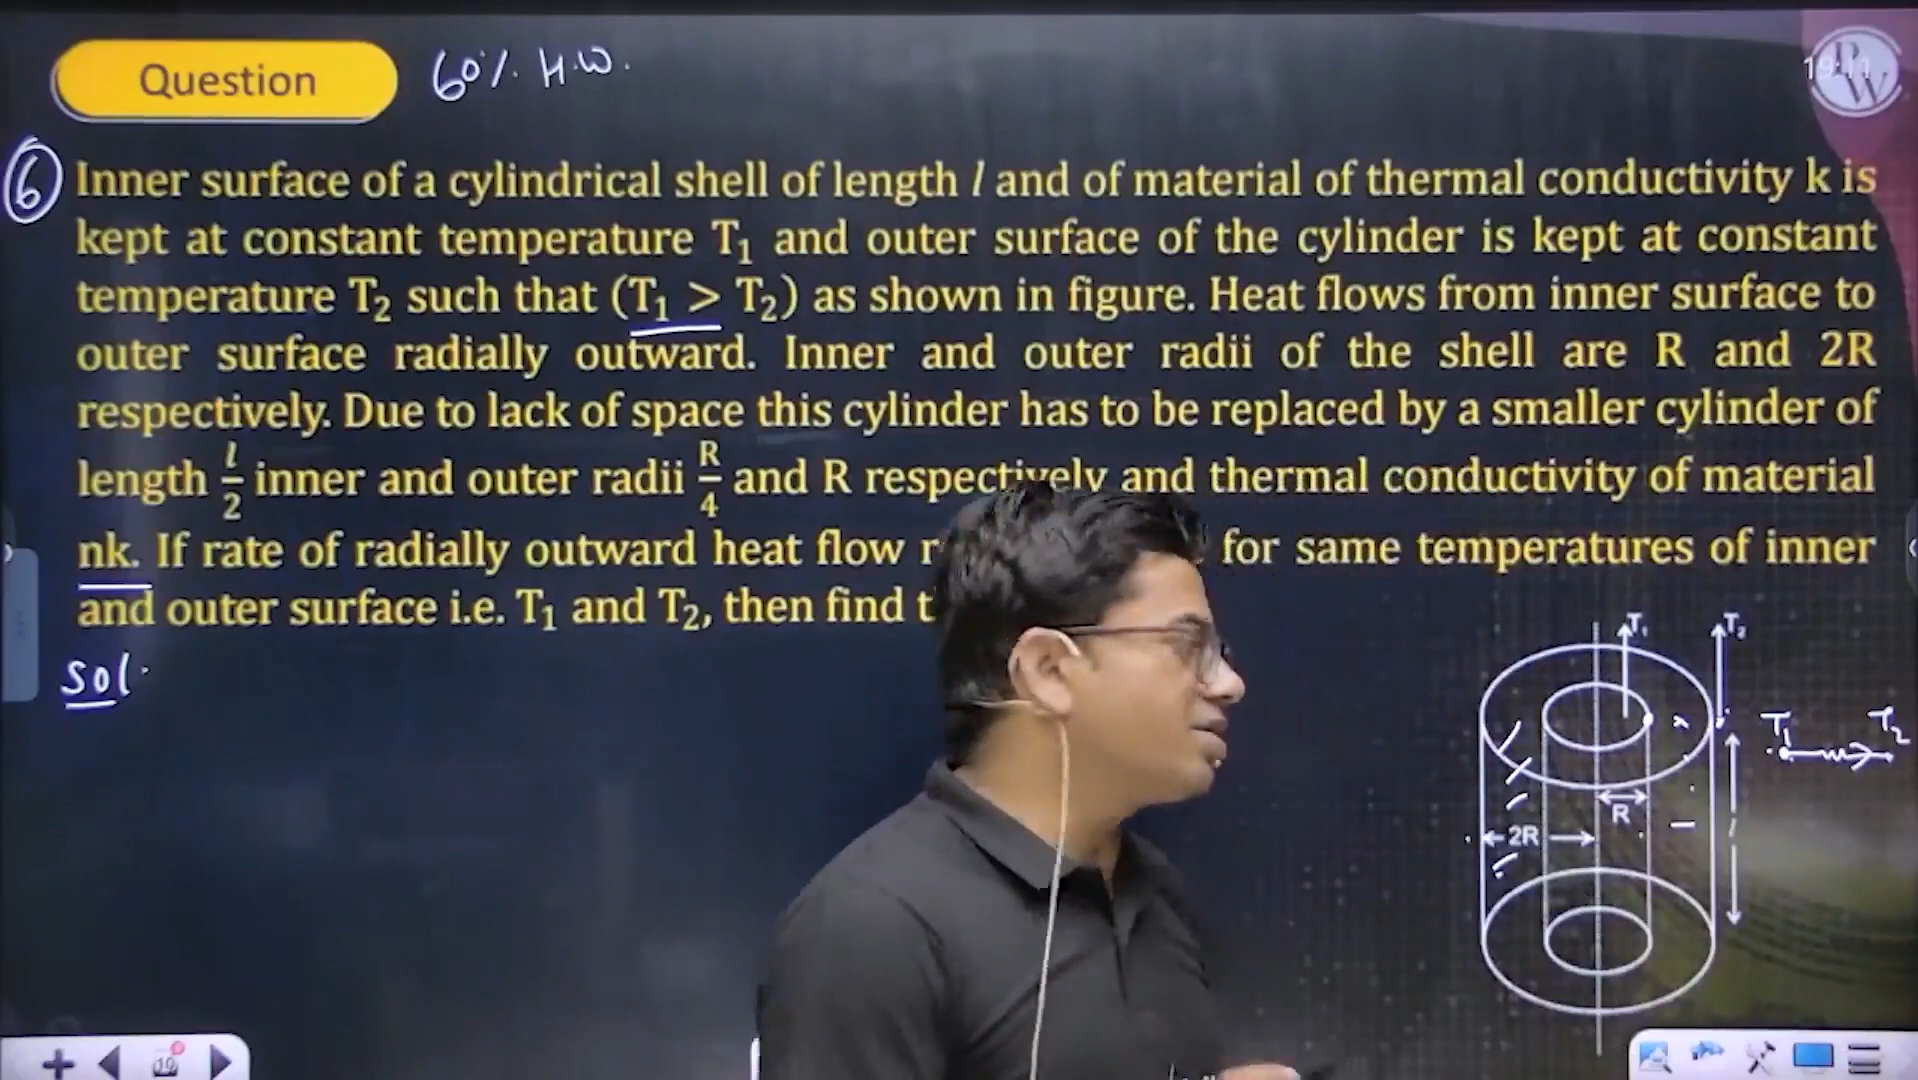 Question 60% H.W.
19:11
PW
6 Inner surface of a cylindrical shell of length l and of material of thermal conductivity k is
kept at constant temperature T₁ and outer surface of the cylinder is kept at constant
temperature T₂ such that (T₁ > T₂) as shown in figure. Heat flows from inner surface to
outer surface radially outward. Inner and outer radii of the shell are R and 2R
respectively. Due to lack of space this cylinder has to be replaced by a smaller cylinder of
length l/2 inner and outer radii R/4 and R respectively and thermal conductivity of material
nk. If rate of radially outward heat flow for same temperatures of inner
and outer surface i.e. T₁ and T₂, then find
Sol.
T₁ T₂
T₁ T₂
R
2R
l
10